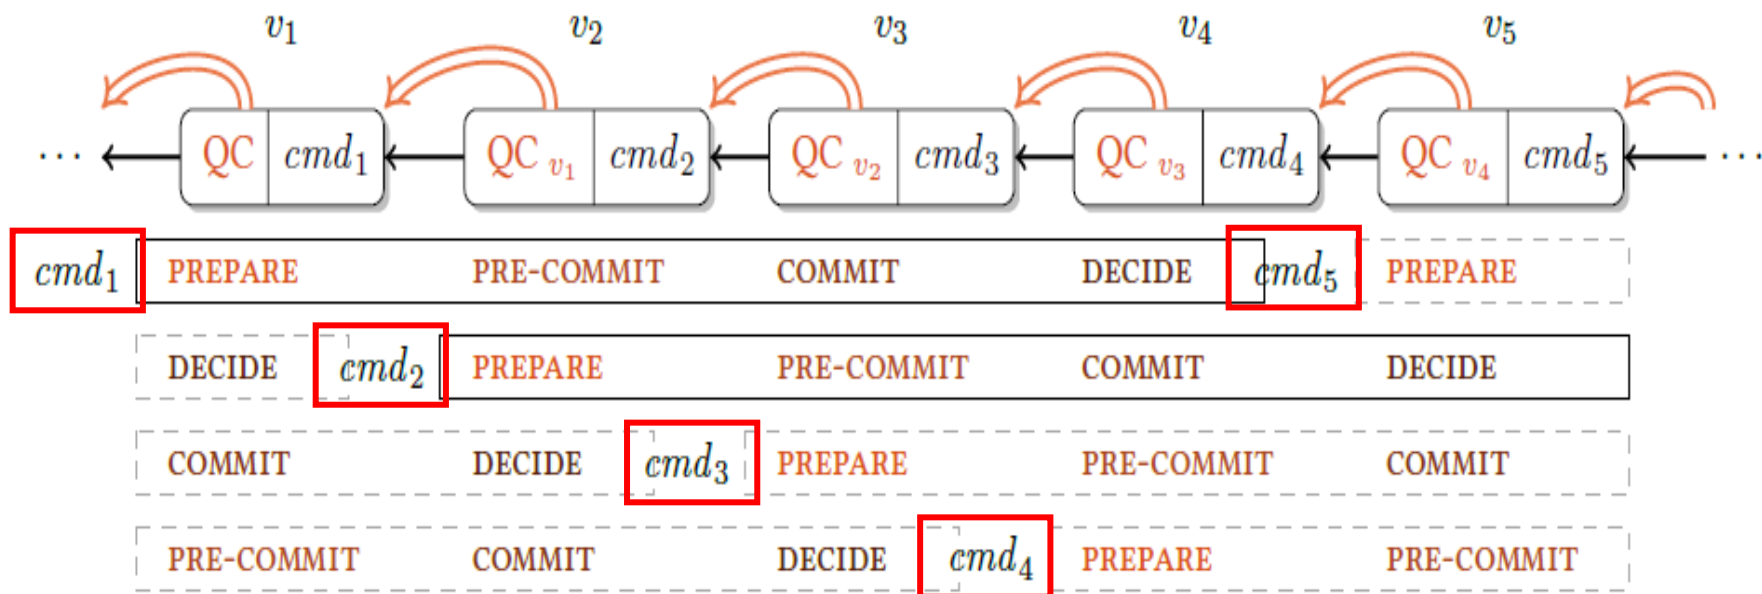 v₁ v₂ v₃ v₄ v₅
··· QC cmd₁ QC v₁ cmd₂ QC v₂ cmd₃ QC v₃ cmd₄ QC v₄ cmd₅ ···
cmd₁ PREPARE PRE-COMMIT COMMIT DECIDE cmd₅ PREPARE
DECIDE cmd₂ PREPARE PRE-COMMIT COMMIT DECIDE
COMMIT DECIDE cmd₃ PREPARE PRE-COMMIT COMMIT
PRE-COMMIT COMMIT DECIDE cmd₄ PREPARE PRE-COMMIT